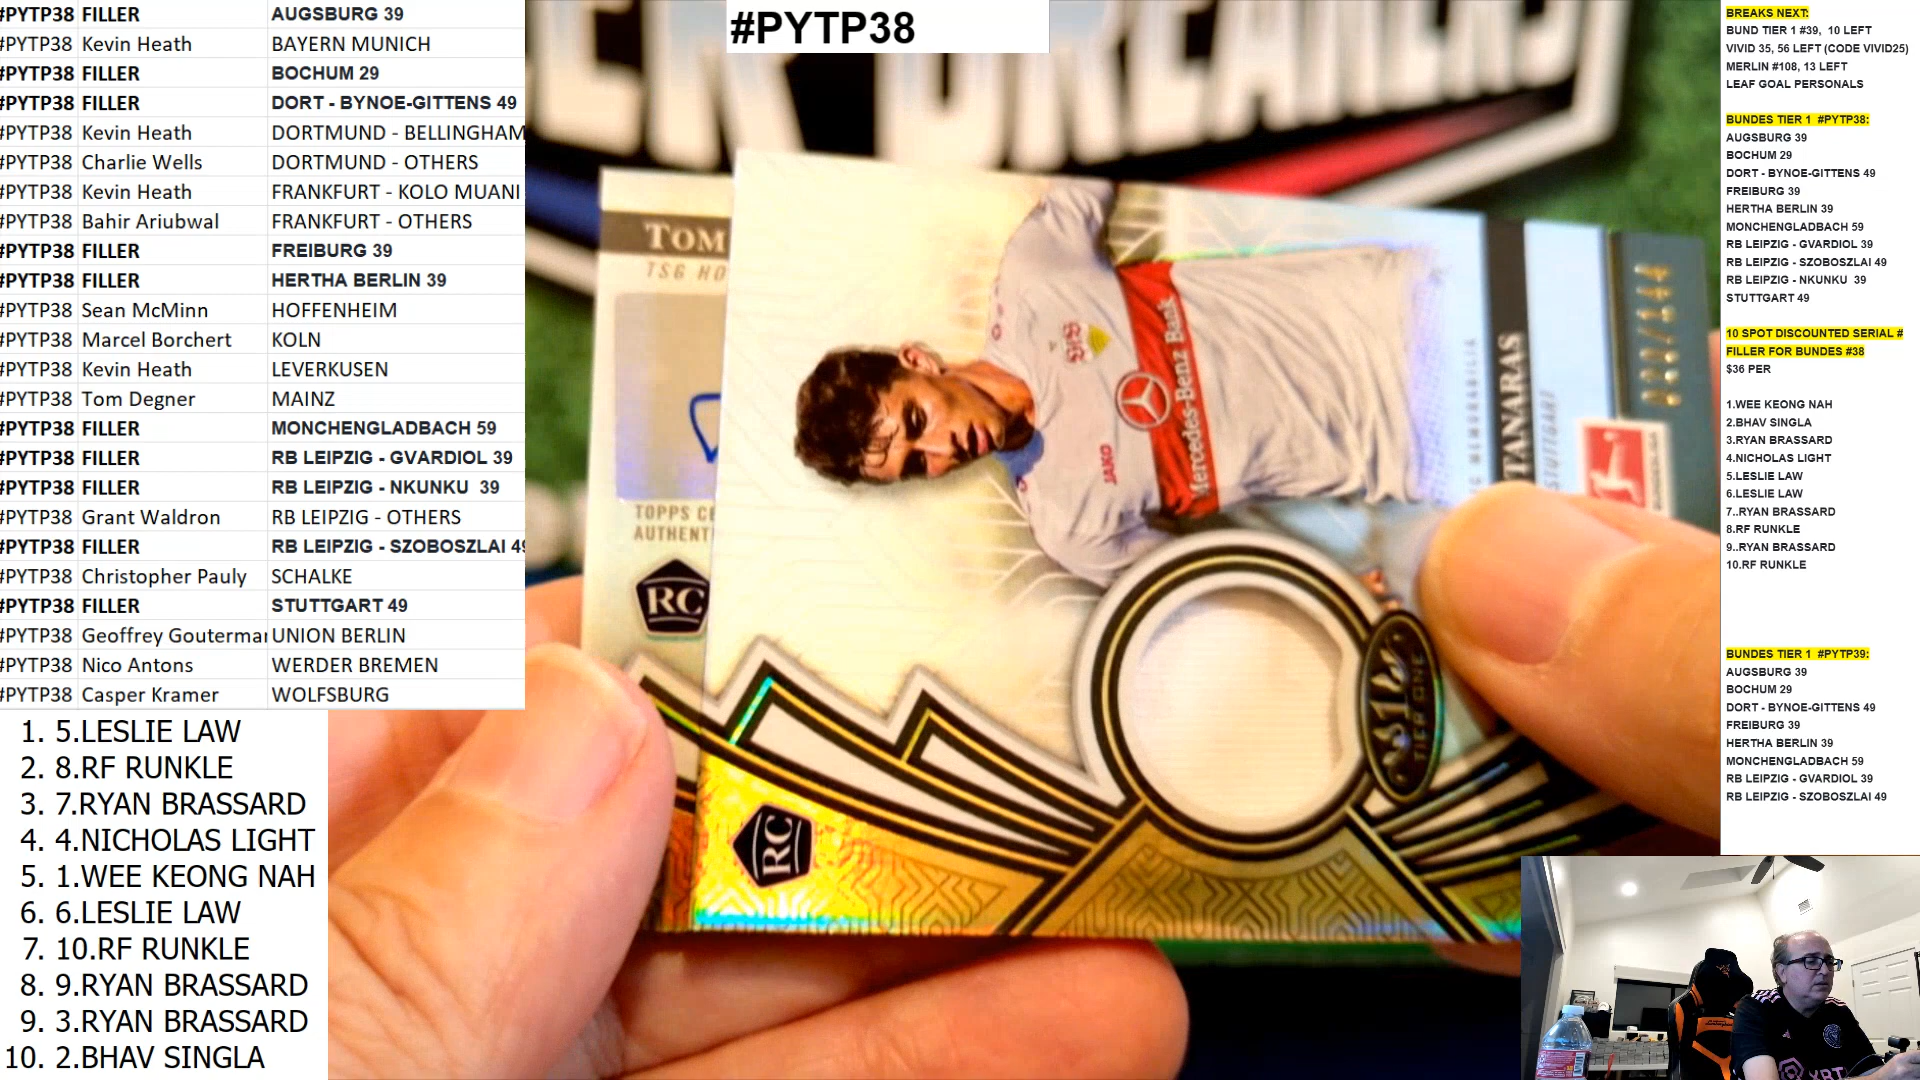 #PYTP38 FILLER AUGSBURG 39
#PYTP38 Kevin Heath BAYERN MUNICH
#PYTP38 FILLER BOCHUM 29
#PYTP38 FILLER DORT - BYNOE-GITTENS 49
#PYTP38 Kevin Heath DORTMUND - BELLINGHAM
#PYTP38 Charlie Wells DORTMUND - OTHERS
#PYTP38 Kevin Heath FRANKFURT - KOLO MUANI
#PYTP38 Bahir Ariubwal FRANKFURT - OTHERS
#PYTP38 FILLER FREIBURG 39
#PYTP38 FILLER HERTHA BERLIN 39
#PYTP38 Sean McMinn HOFFENHEIM
#PYTP38 Marcel Borchert KOLN
#PYTP38 Kevin Heath LEVERKUSEN
#PYTP38 Tom Degner MAINZ
#PYTP38 FILLER MONCHENGLADBACH 59
#PYTP38 FILLER RB LEIPZIG - GVARDIOL 39
#PYTP38 FILLER RB LEIPZIG - NKUNKU 39
#PYTP38 Grant Waldron RB LEIPZIG - OTHERS
#PYTP38 FILLER RB LEIPZIG - SZOBOSZLAI 49
#PYTP38 Christopher Pauly SCHALKE
#PYTP38 FILLER STUTTGART 49
#PYTP38 Geoffrey Gouterman UNION BERLIN
#PYTP38 Nico Antons WERDER BREMEN
#PYTP38 Casper Kramer WOLFSBURG
1. 5.LESLIE LAW
2. 8.RF RUNKLE
3. 7.RYAN BRASSARD
4. 4.NICHOLAS LIGHT
5. 1.WEE KEONG NAH
6. 6.LESLIE LAW
7. 10.RF RUNKLE
8. 9.RYAN BRASSARD
9. 3.RYAN BRASSARD
10. 2.BHAV SINGLA
#PYTP38
TOM
TSG HO
TOPPS CE
AUTHENT
RC
Mercedes-Benz Bank
JAKO
MEMORABILIA
TANARAS
STUTTGART
/144
BUNDESLIGA
TIER ONE
RC
BREAKS NEXT:
BUND TIER 1 #39, 10 LEFT
VIVID 35, 56 LEFT (CODE VIVID25)
MERLIN #108, 13 LEFT
LEAF GOAL PERSONALS
BUNDES TIER 1 #PYTP38:
AUGSBURG 39
BOCHUM 29
DORT - BYNOE-GITTENS 49
FREIBURG 39
HERTHA BERLIN 39
MONCHENGLADBACH 59
RB LEIPZIG - GVARDIOL 39
RB LEIPZIG - SZOBOSZLAI 49
RB LEIPZIG - NKUNKU 39
STUTTGART 49
10 SPOT DISCOUNTED SERIAL #
FILLER FOR BUNDES #38
$36 PER
1.WEE KEONG NAH
2.BHAV SINGLA
3.RYAN BRASSARD
4.NICHOLAS LIGHT
5.LESLIE LAW
6.LESLIE LAW
7..RYAN BRASSARD
8.RF RUNKLE
9..RYAN BRASSARD
10.RF RUNKLE
BUNDES TIER 1 #PYTP39:
AUGSBURG 39
BOCHUM 29
DORT - BYNOE-GITTENS 49
FREIBURG 39
HERTHA BERLIN 39
MONCHENGLADBACH 59
RB LEIPZIG - GVARDIOL 39
RB LEIPZIG - SZOBOSZLAI 49